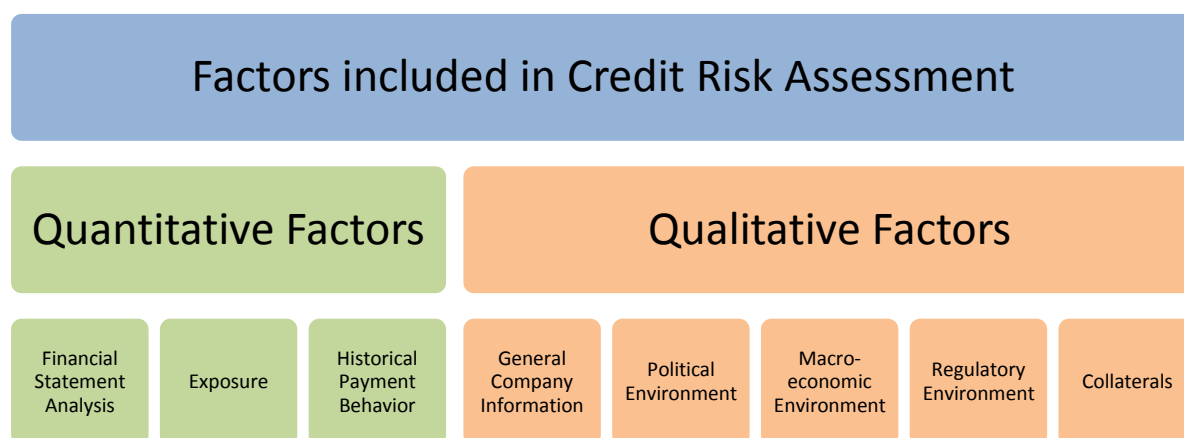 Factors included in Credit Risk Assessment
Quantitative Factors
Qualitative Factors
Financial
Statement
Analysis
Exposure
Historical
Payment
Behavior
General
Company
Information
Political
Environment
Macro-
economic
Environment
Regulatory
Environment
Collaterals